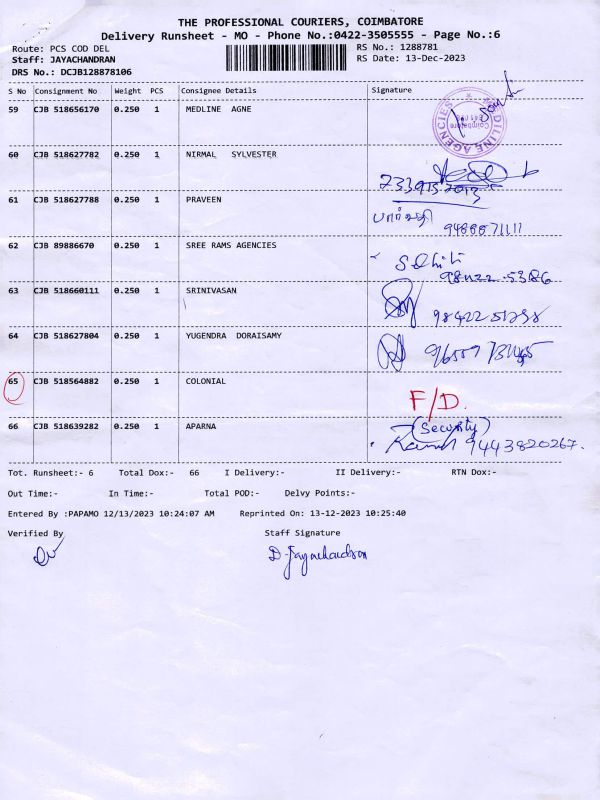 THE PROFESSIONAL COURIERS, COIMBATORE
Delivery Runsheet - MO - Phone No.:0422-3505555 - Page No.:6
Route: PCS COD DEL
RS No.: 1288781
Staff: JAYACHANDRAN
RS Date: 13-Dec-2023
DRS No.: DCJB128878106
S No Consignment No Weight PCS Consignee Details Signature
59 CJB 518656170 0.250 1 MEDLINE AGNE
60 CJB 518627782 0.250 1 NIRMAL SYLVESTER
61 CJB 518627788 0.250 1 PRAVEEN
62 CJB 89886670 0.250 1 SREE RAMS AGENCIES
63 CJB 518660111 0.250 1 SRINIVASAN
98422 51298
64 CJB 518627804 0.250 1 YUGENDRA DORAISAMY
65 CJB 518564882 0.250 1 COLONIAL
F/D.
66 CJB 518639282 0.250 1 APARNA
(Security)
9443820267.
Tot. Runsheet:- 6 Total Dox:- 66 I Delivery:- II Delivery:- RTN Dox:-
Out Time:- In Time:- Total POD:- Delvy Points:-
Entered By :PAPAMO 12/13/2023 10:24:07 AM Reprinted On: 13-12-2023 10:25:40
Verified By Staff Signature
D. Jayachandran